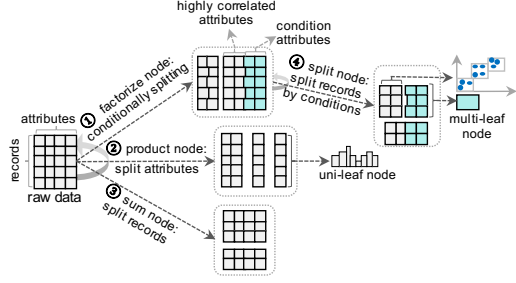 highly correlated
attributes
condition
attributes
① factorize node:
conditionally splitting
④ split node:
split records
by conditions
multi-leaf
node
attributes
records
raw data
② product node:
split attributes
uni-leaf node
③ sum node:
split records